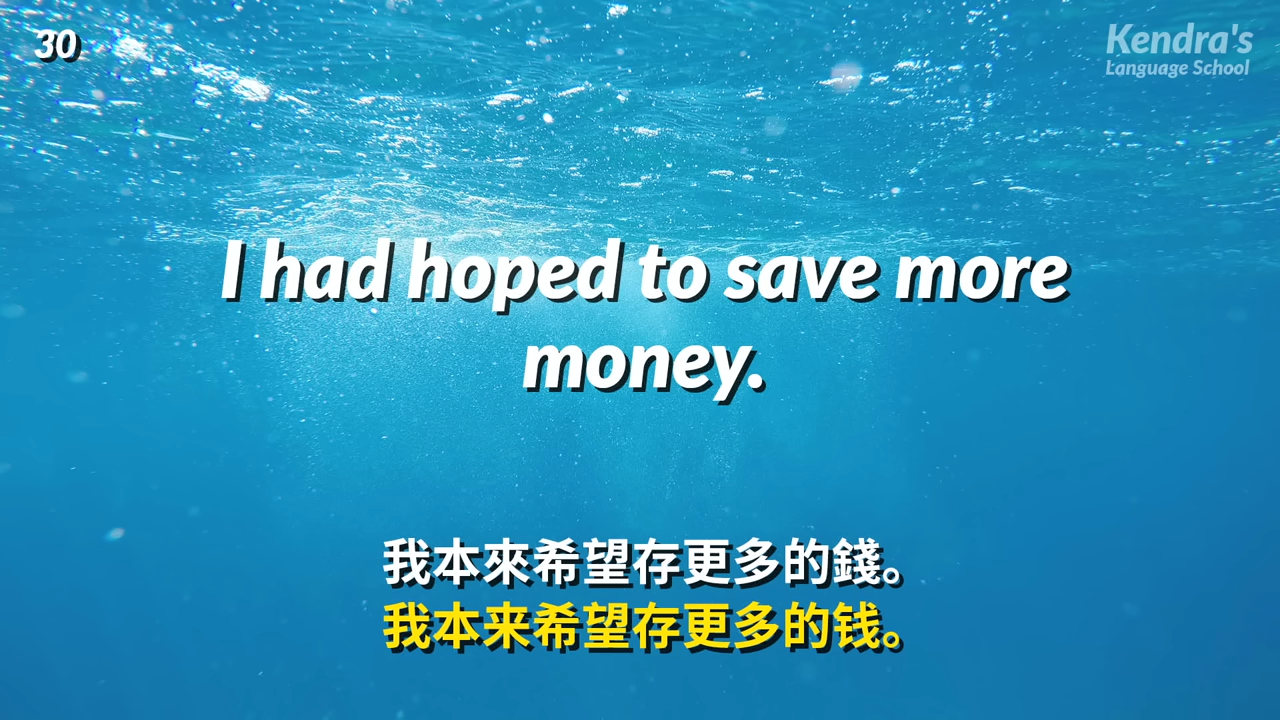 30
Kendra's
Language School
I had hoped to save more
money.
我本來希望存更多的錢。
我本来希望存更多的钱。